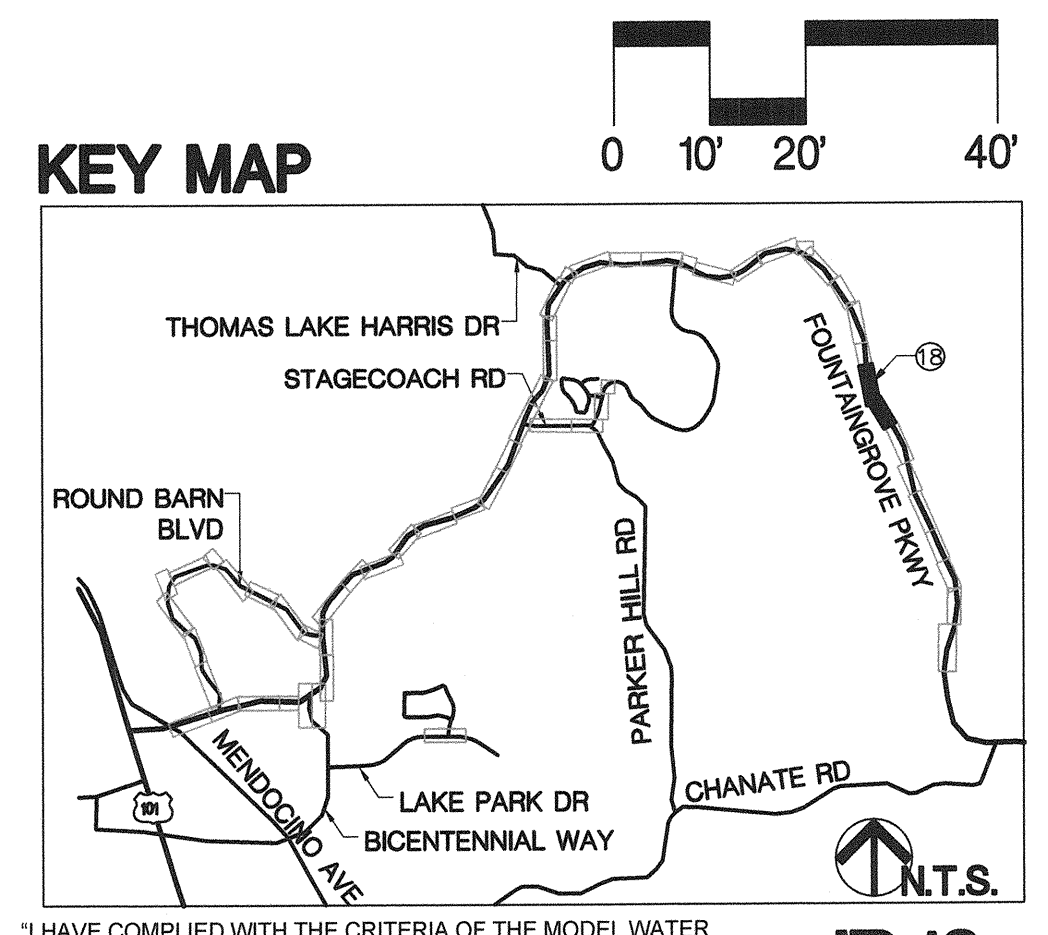 0 10' 20' 40'
KEY MAP
THOMAS LAKE HARRIS DR
STAGECOACH RD
18
FOUNTAINGROVE PKWY
ROUND BARN
BLVD
PARKER HILL RD
MENDOCINO AVE
CHANATE RD
LAKE PARK DR
101
BICENTENNIAL WAY
N.T.S.
"I HAVE COMPLIED WITH THE CRITERIA OF THE MODEL WATER